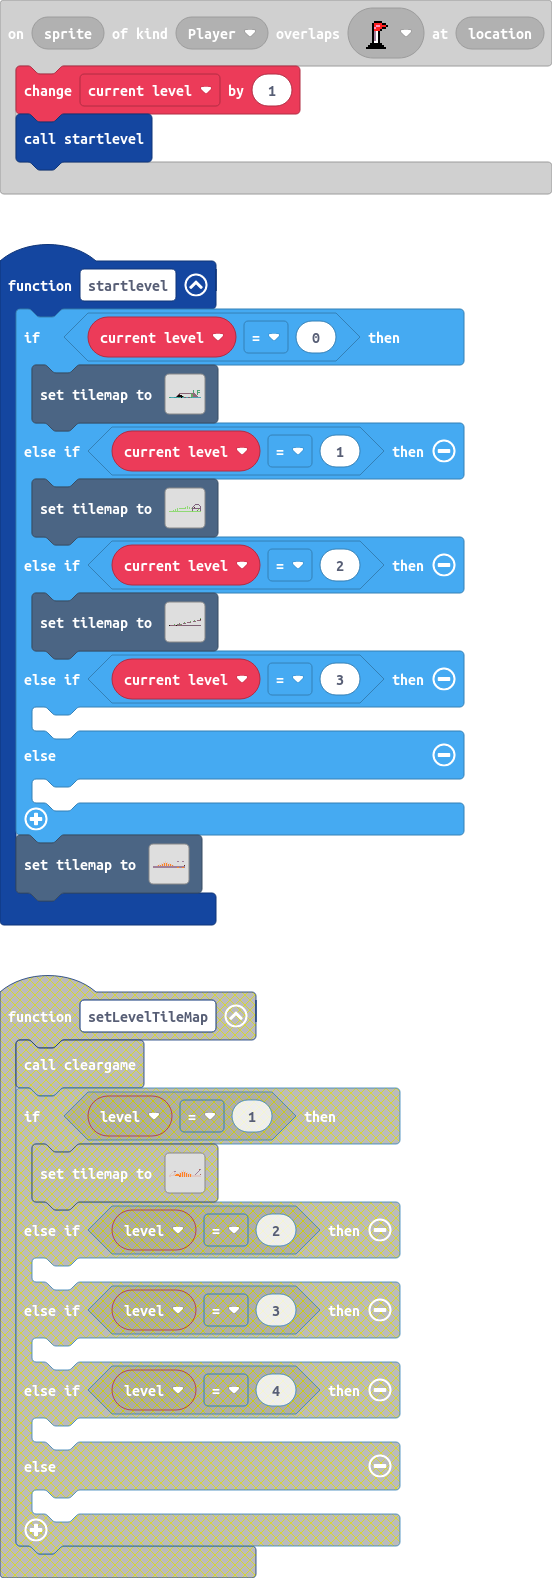 on sprite of kind Player overlaps at location
change current level by 1
call startlevel
function startlevel
if current level = 0 then
set tilemap to
else if current level = 1 then
set tilemap to
else if current level = 2 then
set tilemap to
else if current level = 3 then
else
set tilemap to
function setLevelTileMap
call cleargame
if level = 1 then
set tilemap to
else if level = 2 then
else if level = 3 then
else if level = 4 then
else